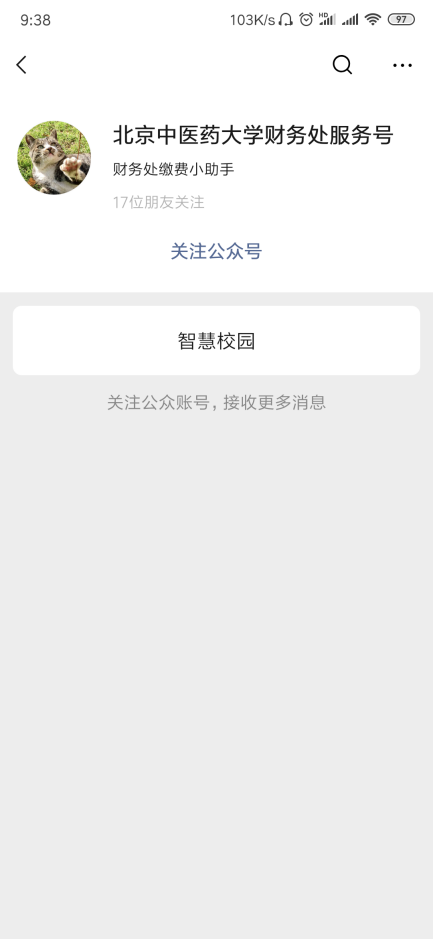 9:38 103K/s HD 97
北京中医药大学财务处服务号
财务处缴费小助手
17位朋友关注
关注公众号
智慧校园
关注公众账号，接收更多消息